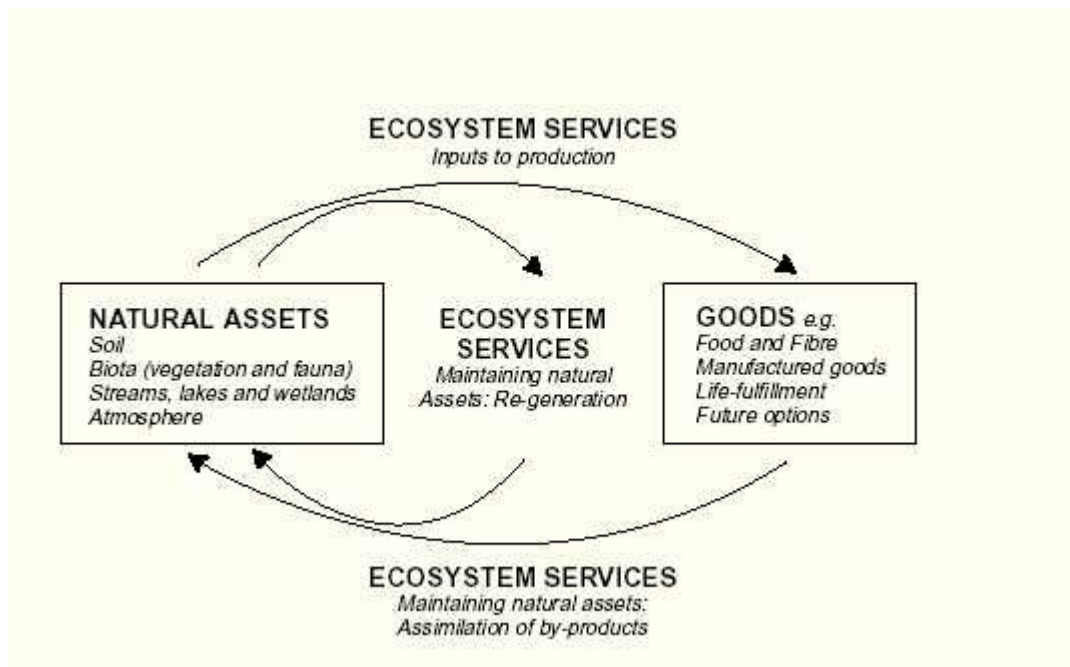 ECOSYSTEM SERVICES
Inputs to production
NATURAL ASSETS
Soil
Biota (vegetation and fauna)
Streams, lakes and wetlands
Atmosphere
ECOSYSTEM
SERVICES
Maintaining natural
Assets: Re-generation
GOODS e.g.
Food and Fibre
Manufactured goods
Life-fulfillment
Future options
ECOSYSTEM SERVICES
Maintaining natural assets:
Assimilation of by-products